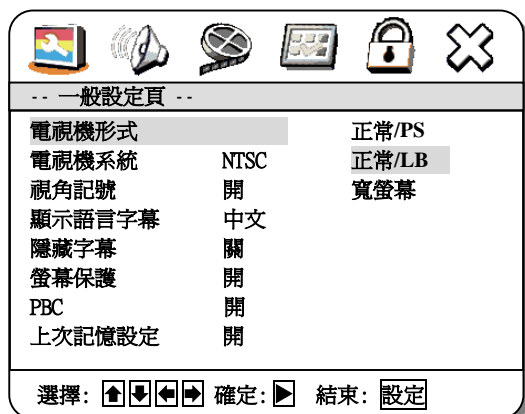 -- 一般設定頁 --
電視機形式 正常/PS
電視機系統 NTSC 正常/LB
視角記號 開 寬螢幕
顯示語言字幕 中文
隱藏字幕 關
螢幕保護 開
PBC 開
上次記憶設定 開
選擇: 確定: 結束: 設定